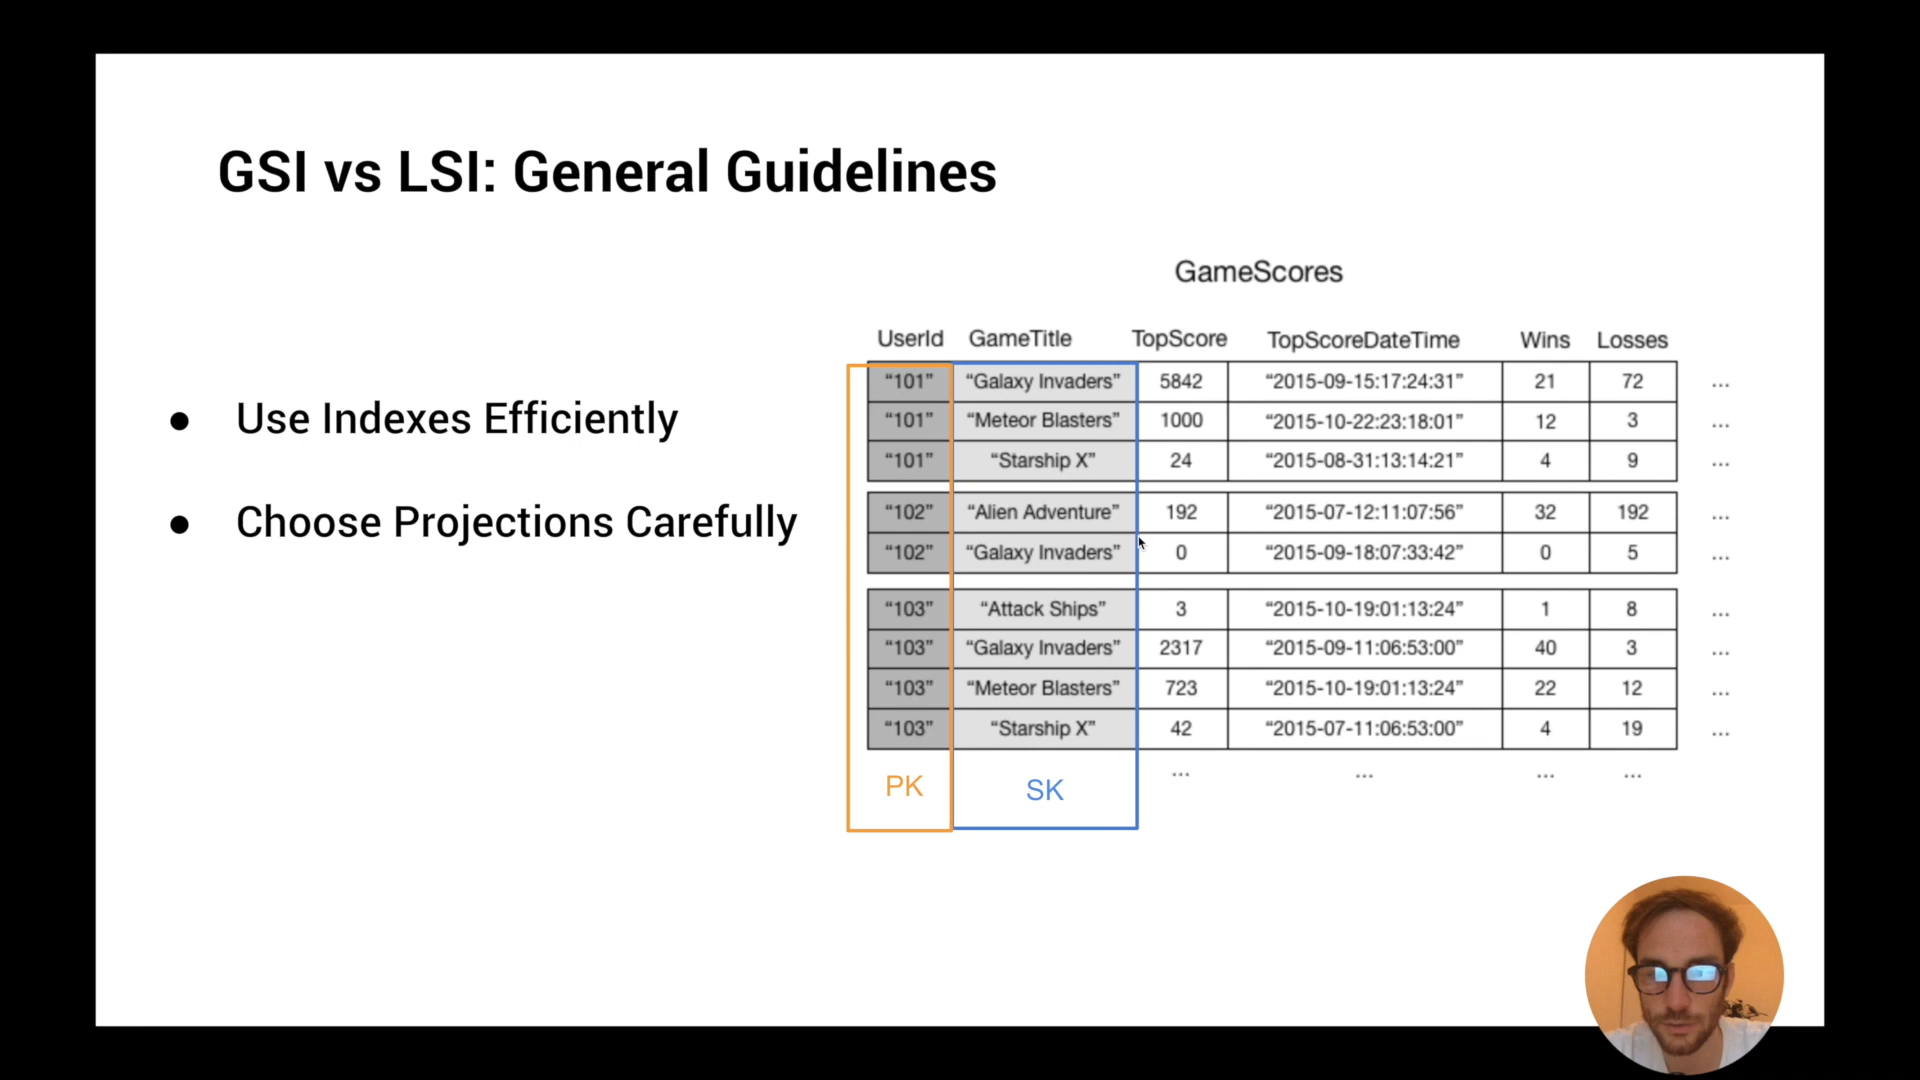 GSI vs LSI: General Guidelines
● Use Indexes Efficiently
● Choose Projections Carefully
GameScores
UserId GameTitle TopScore TopScoreDateTime Wins Losses
“101” “Galaxy Invaders” 5842 “2015-09-15:17:24:31” 21 72 ...
“101” “Meteor Blasters” 1000 “2015-10-22:23:18:01” 12 3 ...
“101” “Starship X” 24 “2015-08-31:13:14:21” 4 9 ...
“102” “Alien Adventure” 192 “2015-07-12:11:07:56” 32 192 ...
“102” “Galaxy Invaders” 0 “2015-09-18:07:33:42” 0 5 ...
“103” “Attack Ships” 3 “2015-10-19:01:13:24” 1 8 ...
“103” “Galaxy Invaders” 2317 “2015-09-11:06:53:00” 40 3 ...
“103” “Meteor Blasters” 723 “2015-10-19:01:13:24” 22 12 ...
“103” “Starship X” 42 “2015-07-11:06:53:00” 4 19 ...
... ... ... ...
PK SK